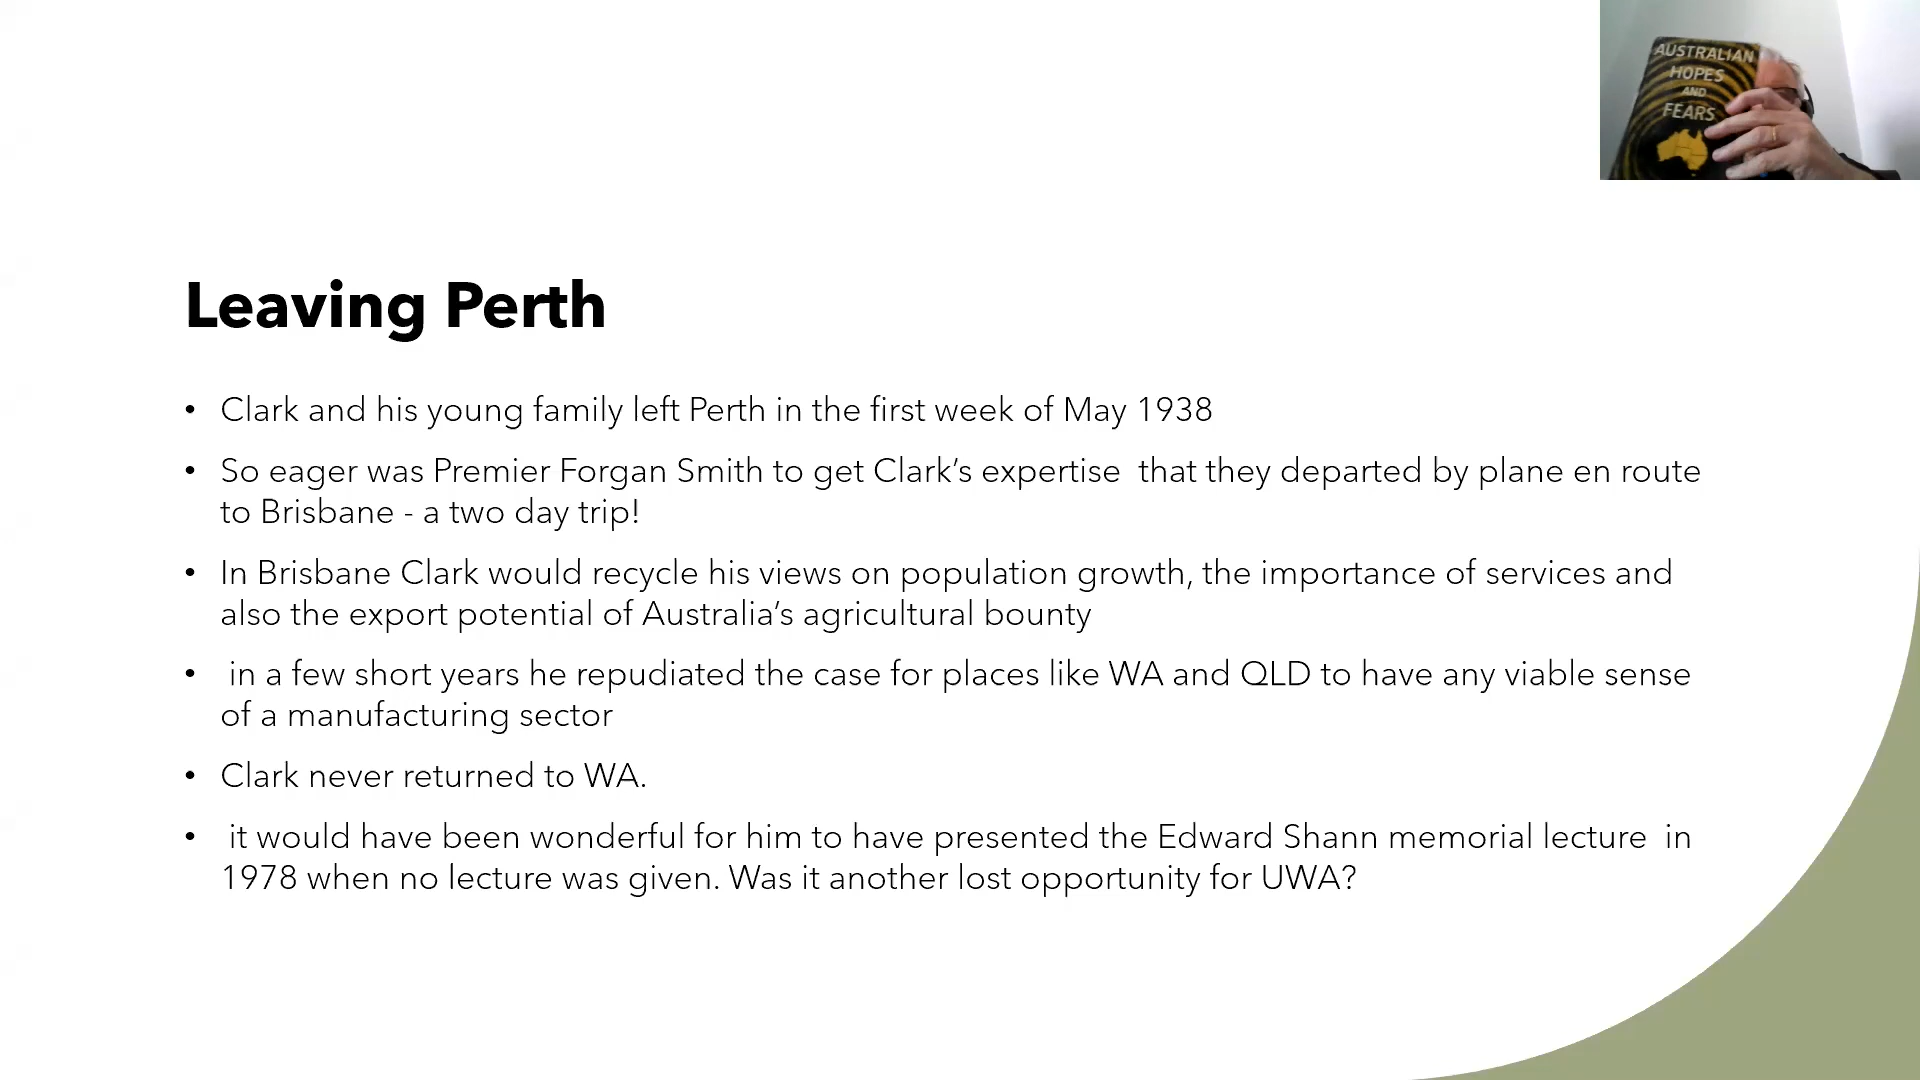 AUSTRALIAN
HOPES
AND
FEARS
Leaving Perth
• Clark and his young family left Perth in the first week of May 1938
• So eager was Premier Forgan Smith to get Clark’s expertise  that they departed by plane en route
to Brisbane - a two day trip!
• In Brisbane Clark would recycle his views on population growth, the importance of services and
also the export potential of Australia’s agricultural bounty
•  in a few short years he repudiated the case for places like WA and QLD to have any viable sense
of a manufacturing sector
• Clark never returned to WA.
•  it would have been wonderful for him to have presented the Edward Shann memorial lecture  in
1978 when no lecture was given. Was it another lost opportunity for UWA?